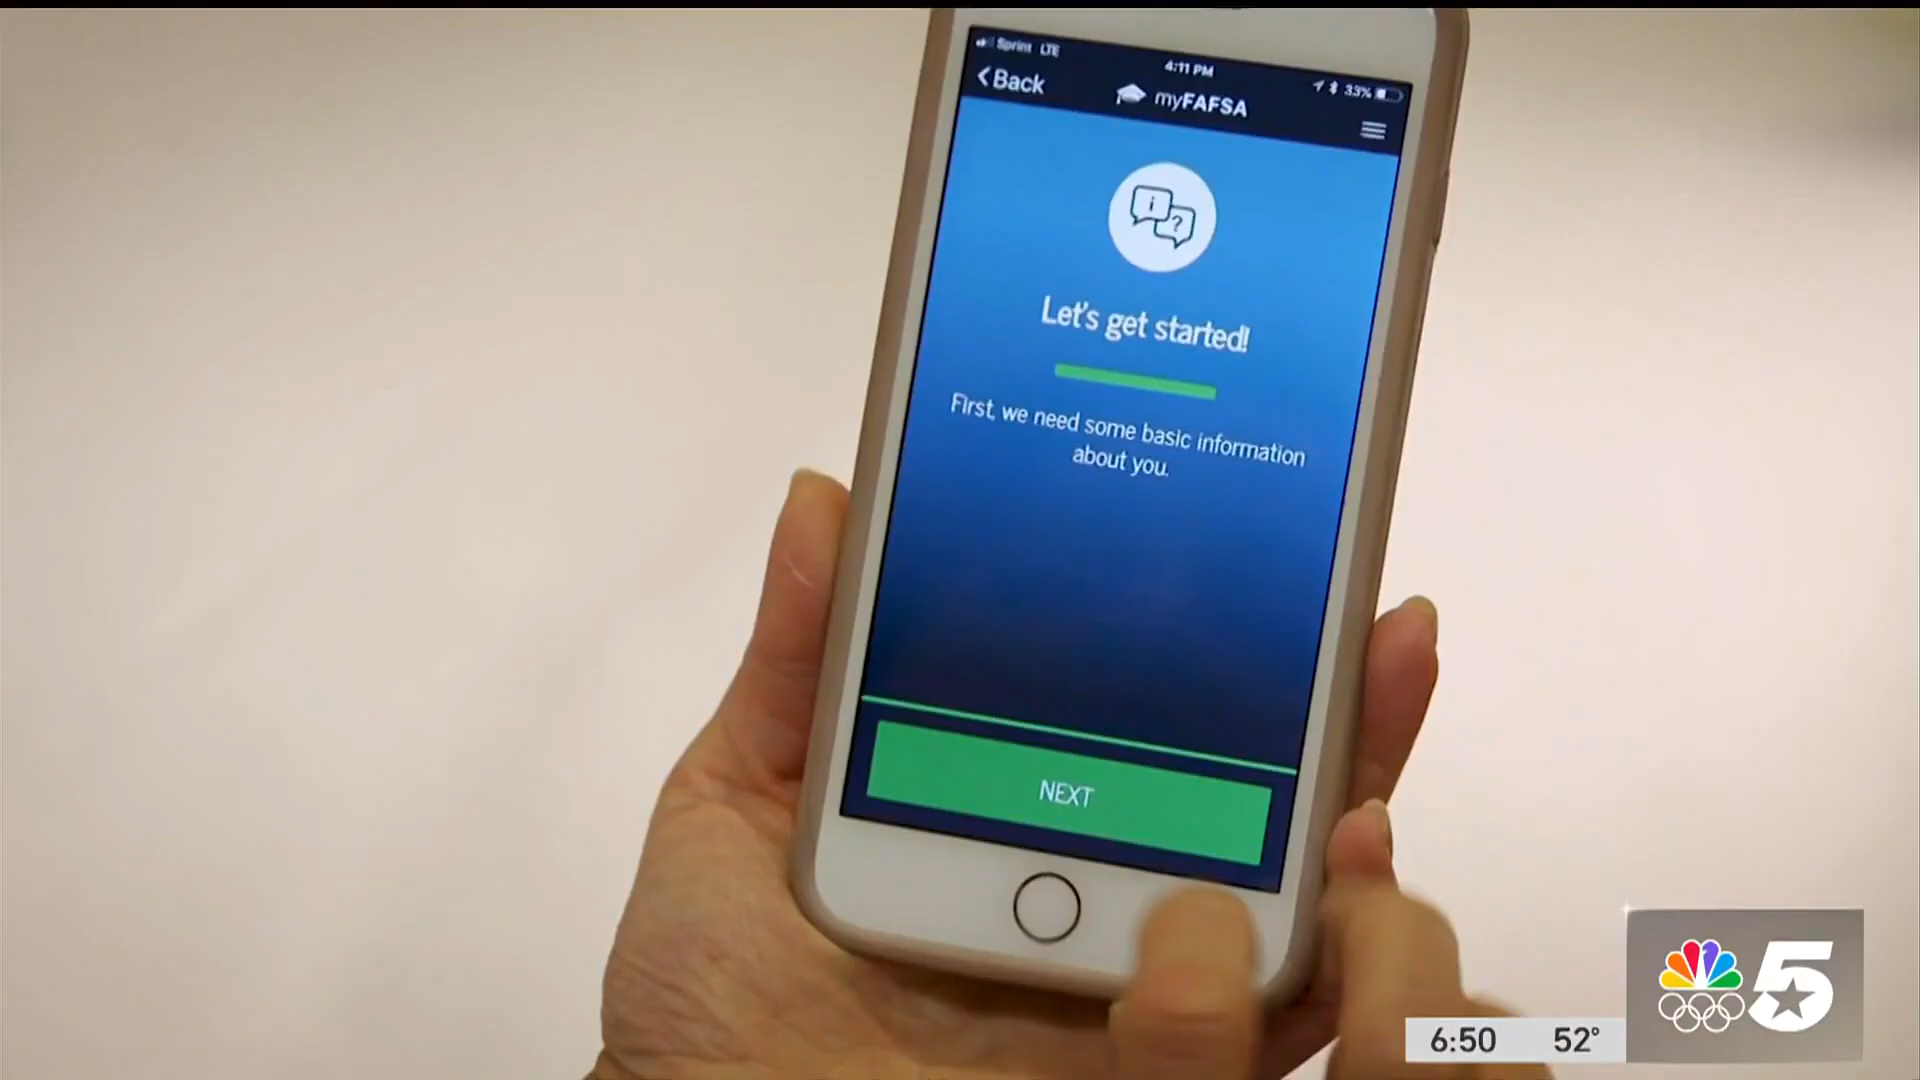 Sprint LTE
4:11 PM
33%
Back
myFAFSA
i
?
Let's get started!
First, we need some basic information
about you.
NEXT
5
6:50 52°